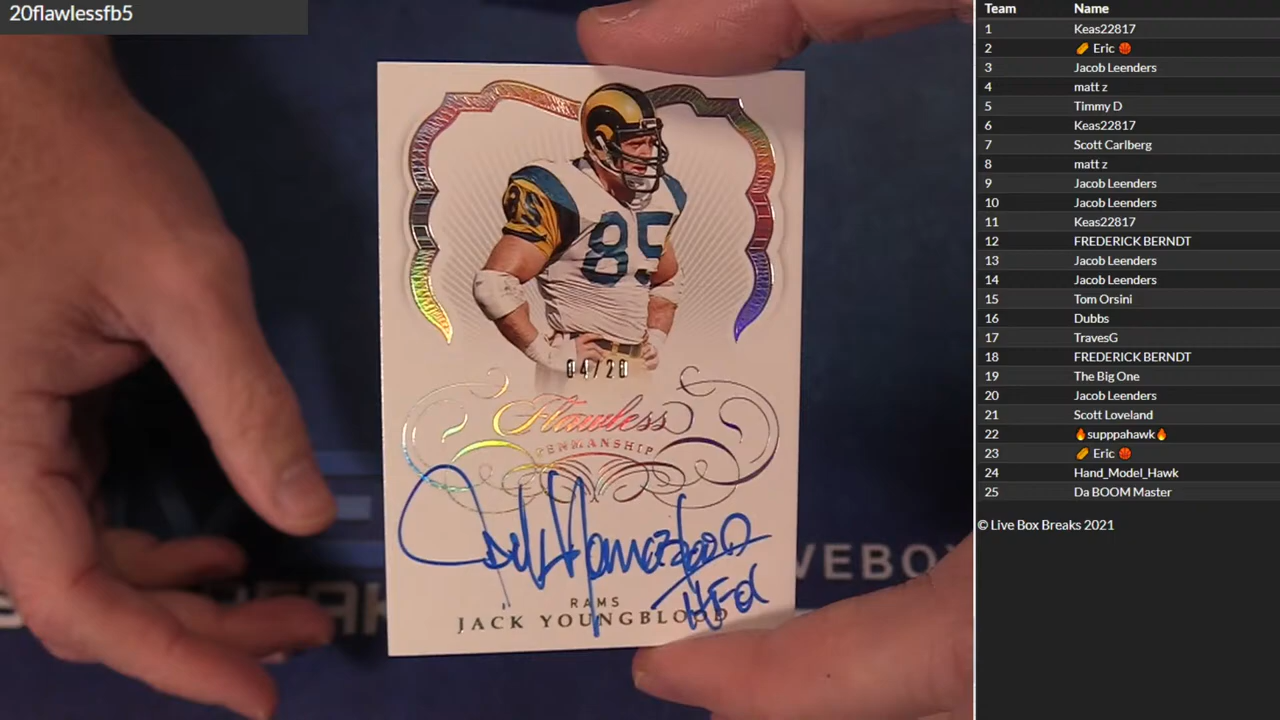 20flawlessfb5
85
04/20
Flawless
PENMANSHIP
HFd
RAMS
JACK YOUNGBLOOD
LIVEBOX
Team Name
1 Keas22817
2 🌭 Eric 🏀
3 Jacob Leenders
4 matt z
5 Timmy D
6 Keas22817
7 Scott Carlberg
8 matt z
9 Jacob Leenders
10 Jacob Leenders
11 Keas22817
12 FREDERICK BERNDT
13 Jacob Leenders
14 Jacob Leenders
15 Tom Orsini
16 Dubbs
17 TravesG
18 FREDERICK BERNDT
19 The Big One
20 Jacob Leenders
21 Scott Loveland
22 🔥supppahawk🔥
23 🌭 Eric 🏀
24 Hand_Model_Hawk
25 Da BOOM Master
© Live Box Breaks 2021